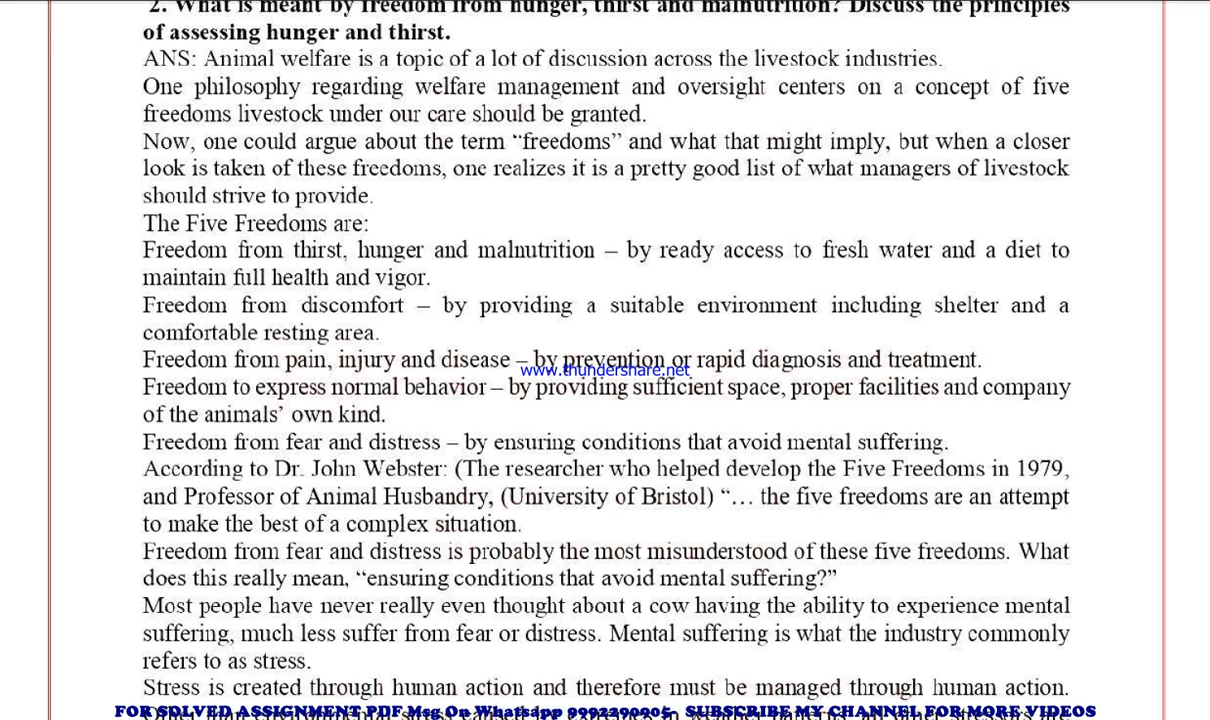 2. What is meant by freedom from hunger, thirst and malnutrition? Discuss the principles
of assessing hunger and thirst.
ANS: Animal welfare is a topic of a lot of discussion across the livestock industries.
One philosophy regarding welfare management and oversight centers on a concept of five
freedoms livestock under our care should be granted.
Now, one could argue about the term “freedoms” and what that might imply, but when a closer
look is taken of these freedoms, one realizes it is a pretty good list of what managers of livestock
should strive to provide.
The Five Freedoms are:
Freedom from thirst, hunger and malnutrition – by ready access to fresh water and a diet to
maintain full health and vigor.
Freedom from discomfort – by providing a suitable environment including shelter and a
comfortable resting area.
Freedom from pain, injury and disease – by prevention or rapid diagnosis and treatment.
www.thundershare.net
Freedom to express normal behavior – by providing sufficient space, proper facilities and company
of the animals’ own kind.
Freedom from fear and distress – by ensuring conditions that avoid mental suffering.
According to Dr. John Webster: (The researcher who helped develop the Five Freedoms in 1979,
and Professor of Animal Husbandry, (University of Bristol) “… the five freedoms are an attempt
to make the best of a complex situation.
Freedom from fear and distress is probably the most misunderstood of these five freedoms. What
does this really mean, “ensuring conditions that avoid mental suffering?”
Most people have never really even thought about a cow having the ability to experience mental
suffering, much less suffer from fear or distress. Mental suffering is what the industry commonly
refers to as stress.
Stress is created through human action and therefore must be managed through human action.
FOR SOLVED ASSIGNMENT PDF Msg On Whatsapp 9992290905- SUBSCRIBE MY CHANNEL FOR MORE VIDEOS